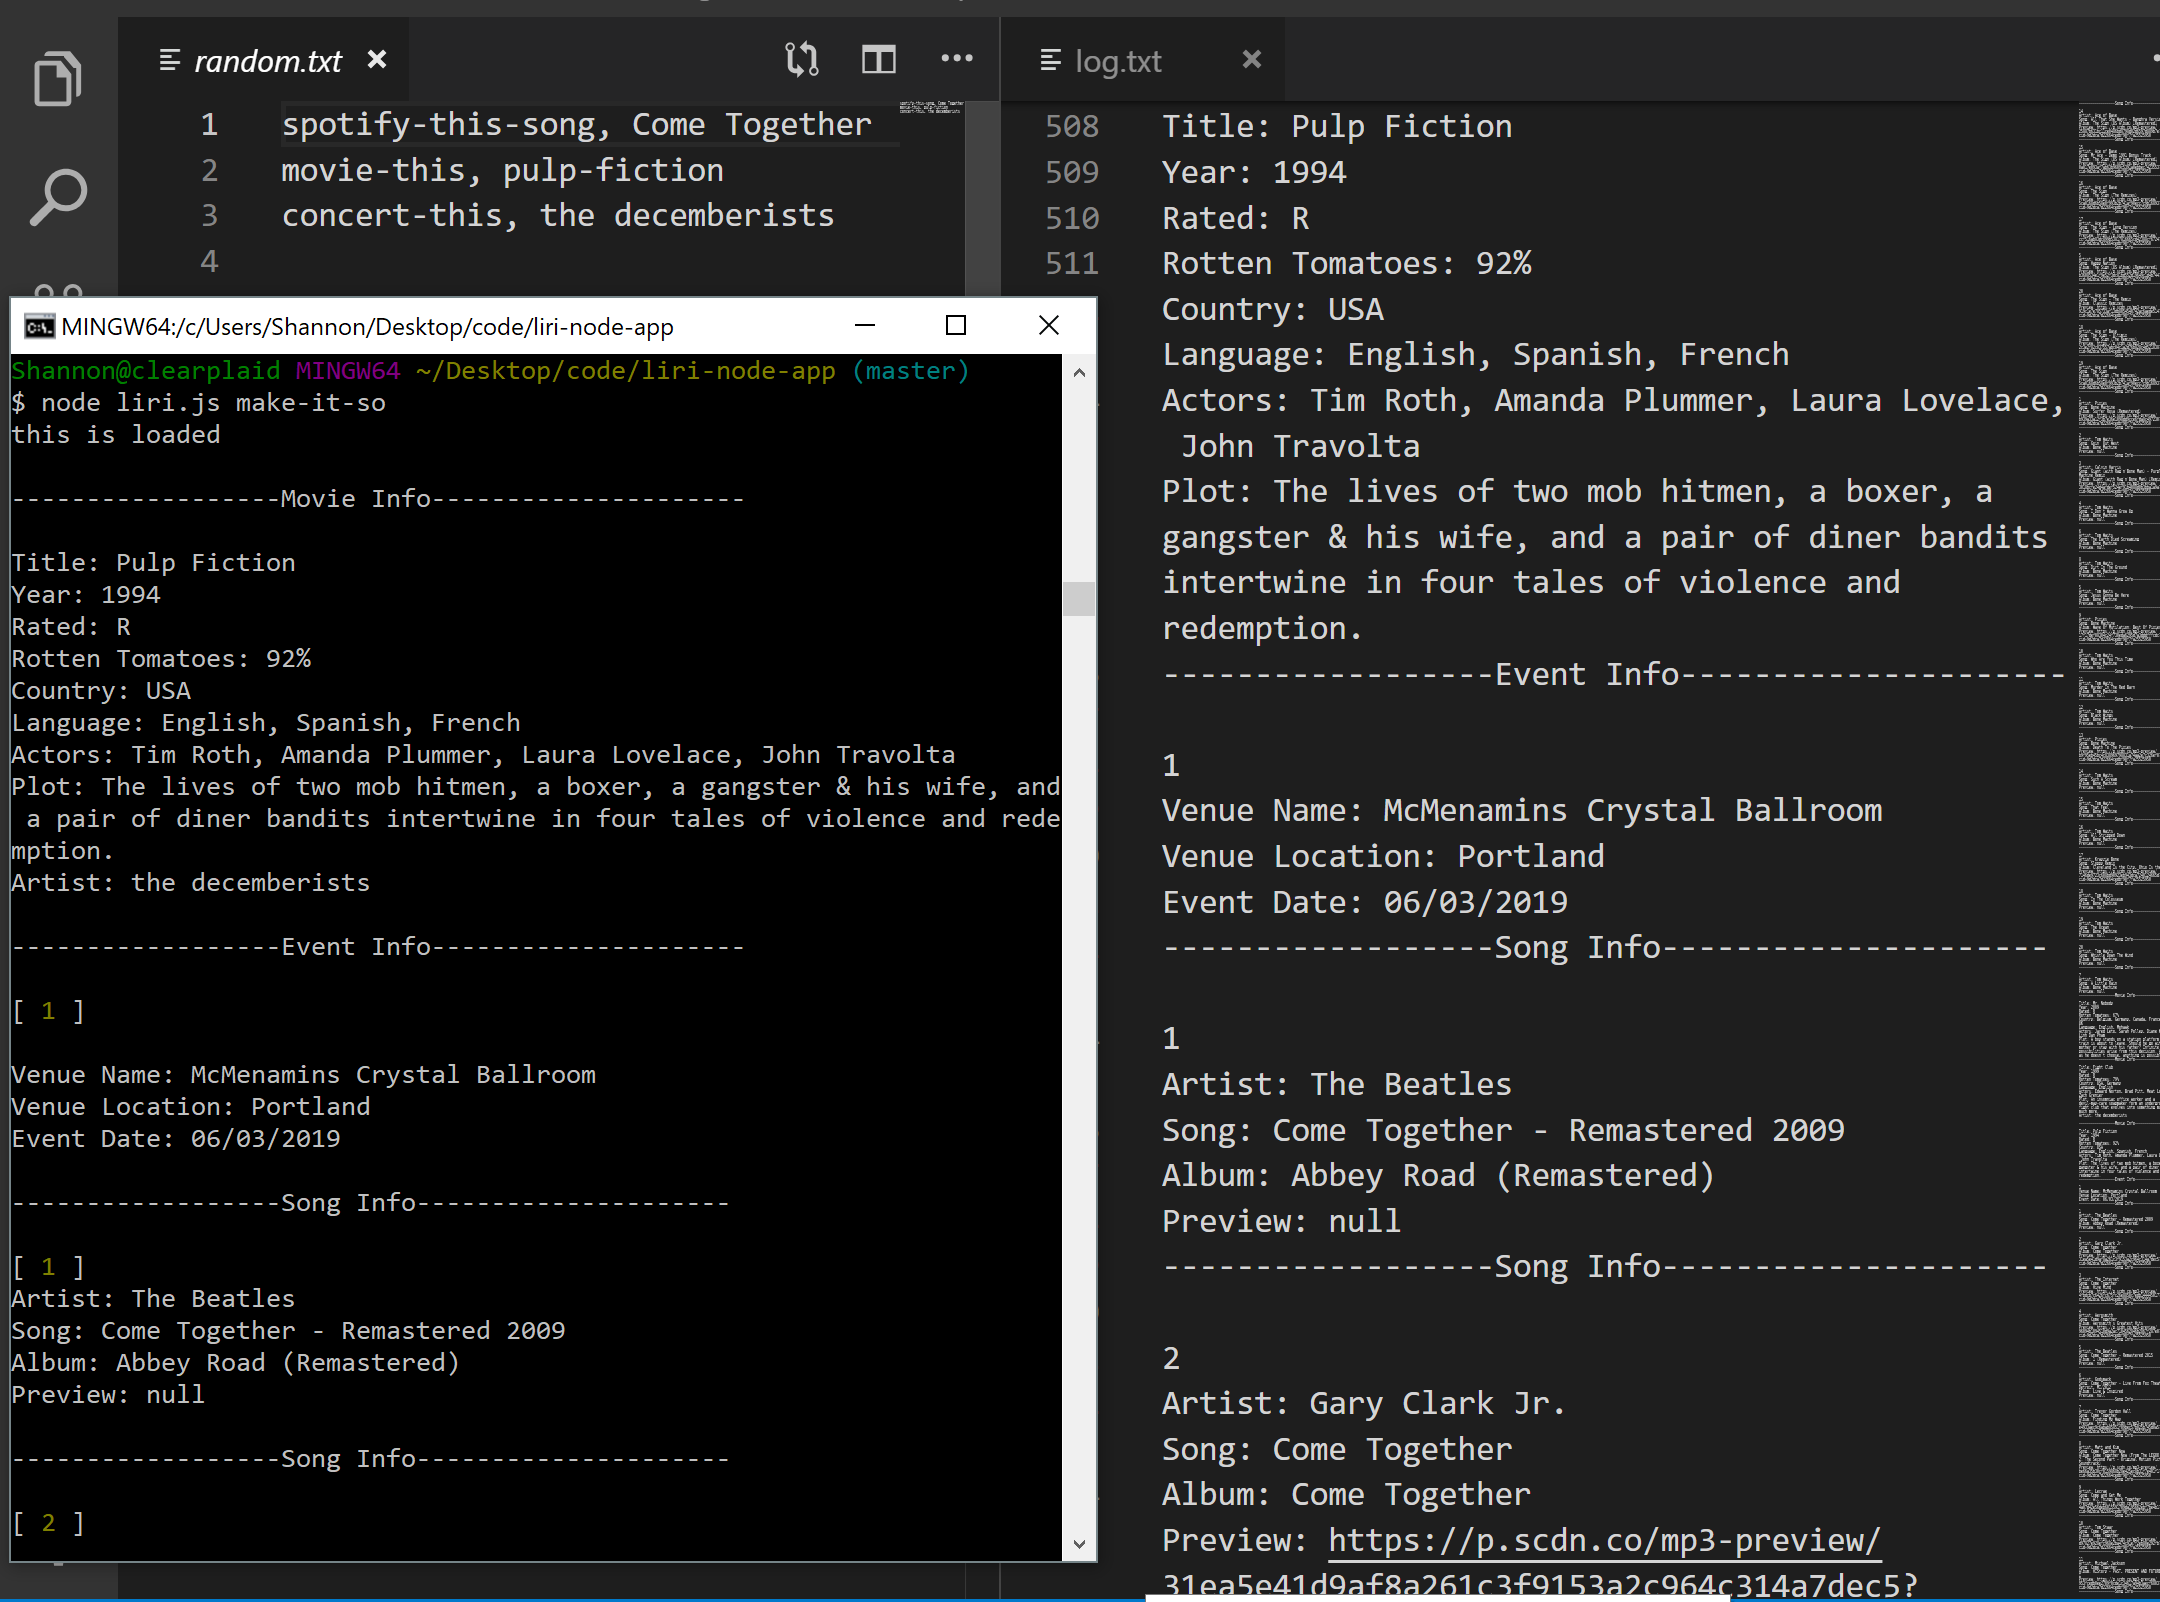 random.txt
1 spotify-this-song, Come Together
2 movie-this, pulp-fiction
3 concert-this, the decemberists
4
MINGW64:/c/Users/Shannon/Desktop/code/liri-node-app
Shannon@clearplaid MINGW64 ~/Desktop/code/liri-node-app (master)
$ node liri.js make-it-so
this is loaded
------------------Movie Info---------------------
Title: Pulp Fiction
Year: 1994
Rated: R
Rotten Tomatoes: 92%
Country: USA
Language: English, Spanish, French
Actors: Tim Roth, Amanda Plummer, Laura Lovelace, John Travolta
Plot: The lives of two mob hitmen, a boxer, a gangster & his wife, and
a pair of diner bandits intertwine in four tales of violence and rede
mption.
Artist: the decemberists
------------------Event Info---------------------
[ 1 ]
Venue Name: McMenamins Crystal Ballroom
Venue Location: Portland
Event Date: 06/03/2019
------------------Song Info---------------------
[ 1 ]
Artist: The Beatles
Song: Come Together - Remastered 2009
Album: Abbey Road (Remastered)
Preview: null
------------------Song Info---------------------
[ 2 ]
log.txt
508 Title: Pulp Fiction
509 Year: 1994
510 Rated: R
511 Rotten Tomatoes: 92%
Country: USA
Language: English, Spanish, French
Actors: Tim Roth, Amanda Plummer, Laura Lovelace,
John Travolta
Plot: The lives of two mob hitmen, a boxer, a
gangster & his wife, and a pair of diner bandits
intertwine in four tales of violence and
redemption.
------------------Event Info---------------------
1
Venue Name: McMenamins Crystal Ballroom
Venue Location: Portland
Event Date: 06/03/2019
------------------Song Info---------------------
1
Artist: The Beatles
Song: Come Together - Remastered 2009
Album: Abbey Road (Remastered)
Preview: null
------------------Song Info---------------------
2
Artist: Gary Clark Jr.
Song: Come Together
Album: Come Together
Preview: https://p.scdn.co/mp3-preview/
31ea5e41d9af8a261c3f9153a2c964c314a7dec5?